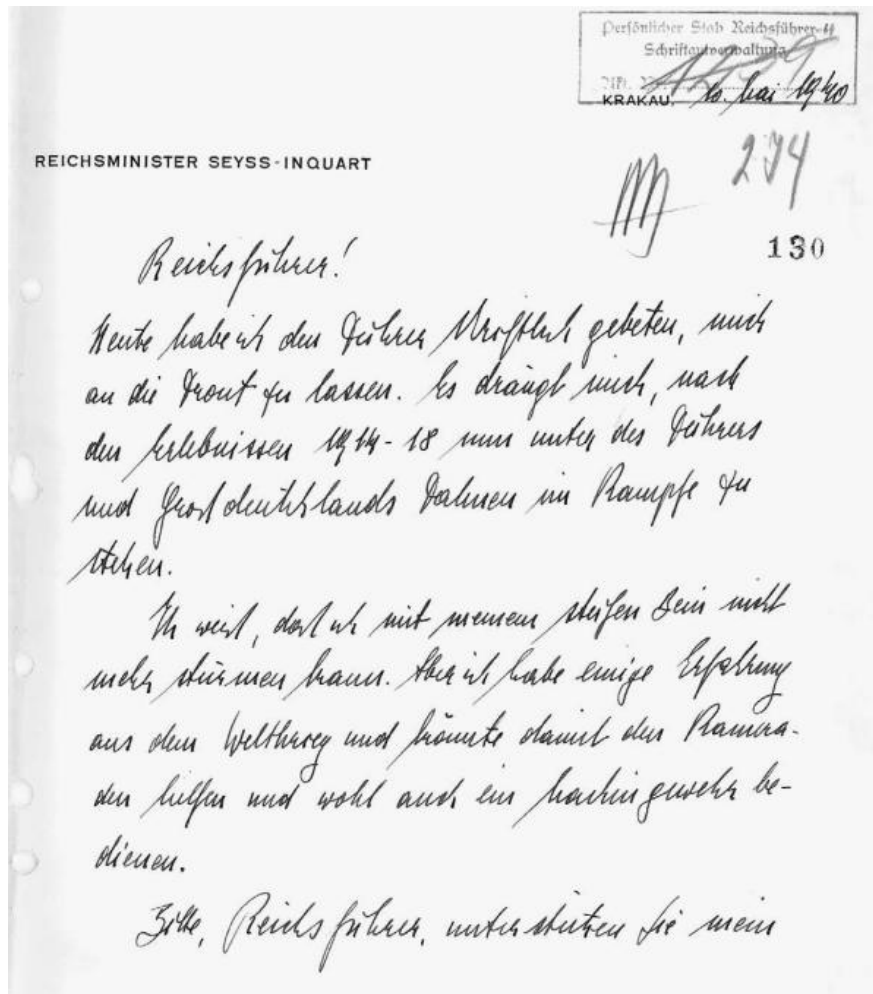 Persönlicher Stab Reichsführer-SS
Schriftgutverwaltung
Akt. Nr.
KRAKAU, 10. Mai 1940
REICHSMINISTER SEYSS-INQUART
274
130
Reichsführer!
Heute habe ich den Führer schriftlich gebeten, mich
an die Front zu lassen. Es drängt mich, nach
den Erlebnissen 1914-18 nun unter des Führers
und Grossdeutschlands Fahnen im Kampfe zu
stehen.
Ich weiss, dass ich mit meinem steifen Bein nicht
mehr stürmen kann. Aber ich habe einige Erfahrung
aus dem Weltkrieg und könnte damit den Kamera-
den helfen und wohl auch ein Maschingewehr be-
dienen.
Bitte, Reichsführer, unterstützen Sie mein